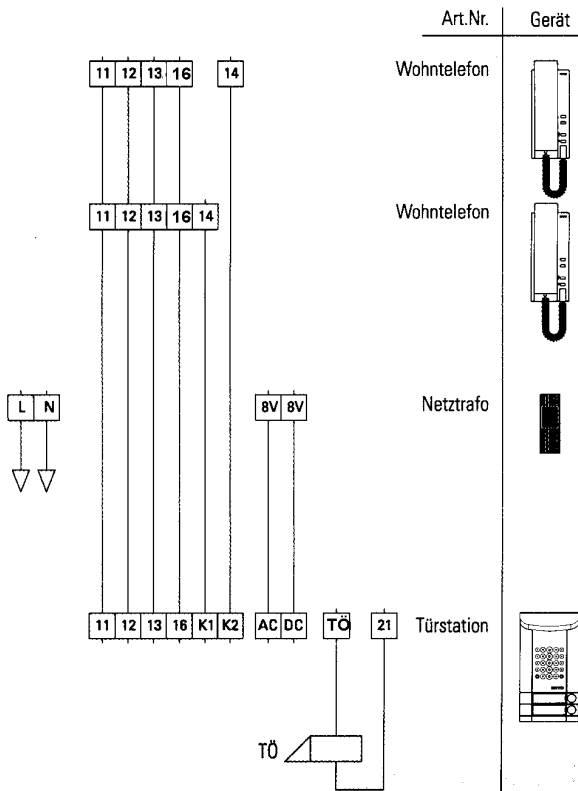 Art.Nr. Gerät
11 12 13 16 14 Wohntelefon
11 12 13 16 14 Wohntelefon
L N 8V 8V Netztrafo
11 12 13 16 K1 K2 AC DC TÖ 21 Türstation
TÖ